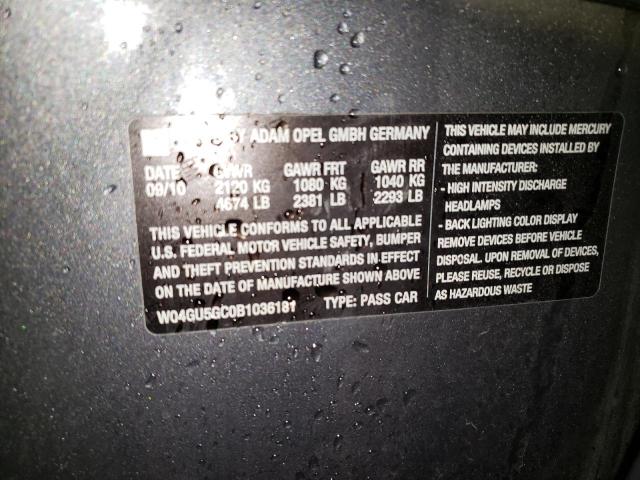 ADAM OPEL GMBH GERMANY
DATE GVWR GAWR FRT GAWR RR
09/10 2120 KG 1080 KG 1040 KG
4674 LB 2381 LB 2293 LB
THIS VEHICLE CONFORMS TO ALL APPLICABLE
U.S. FEDERAL MOTOR VEHICLE SAFETY, BUMPER
AND THEFT PREVENTION STANDARDS IN EFFECT
ON THE DATE OF MANUFACTURE SHOWN ABOVE
W04GU5GC0B1036181 TYPE: PASS CAR
THIS VEHICLE MAY INCLUDE MERCURY
CONTAINING DEVICES INSTALLED BY
THE MANUFACTURER:
- HIGH INTENSITY DISCHARGE
HEADLAMPS
- BACK LIGHTING COLOR DISPLAY
REMOVE DEVICES BEFORE VEHICLE
DISPOSAL. UPON REMOVAL OF DEVICES,
PLEASE REUSE, RECYCLE OR DISPOSE
AS HAZARDOUS WASTE